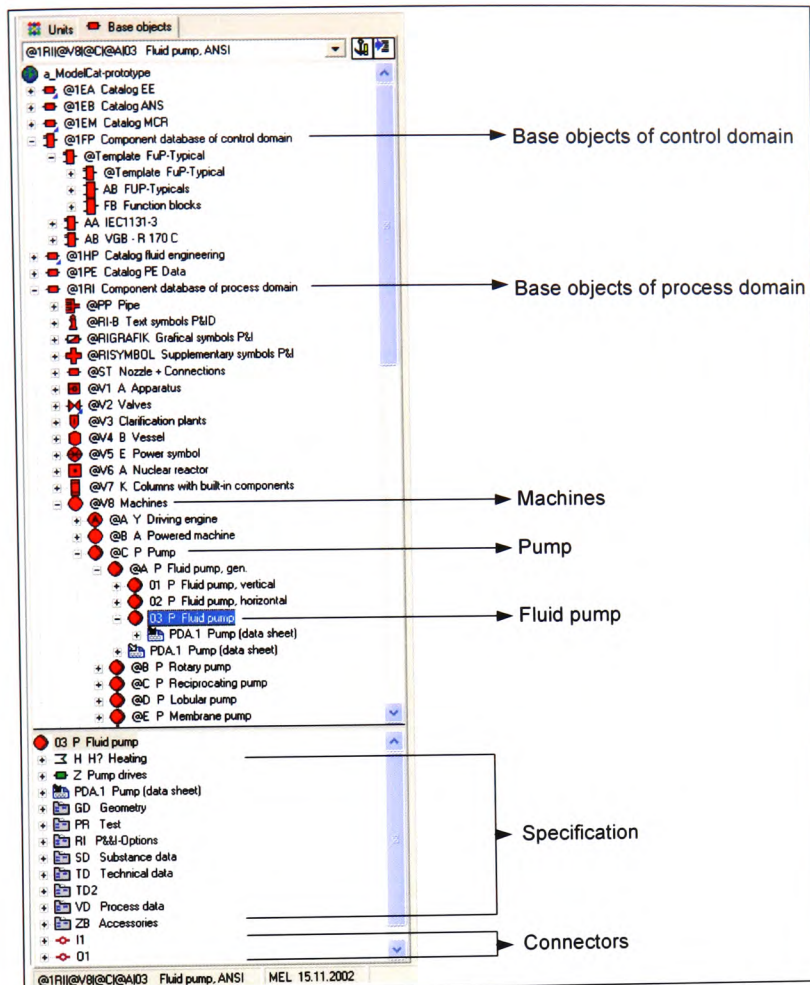 Units Base objects
@1RI|@V8|@C|@A|03 Fluid pump, ANSI
a_ModelCat-prototype
@1EA Catalog EE
@1EB Catalog ANS
@1EM Catalog MCR
@1FP Component database of control domain
Base objects of control domain
@Template FuP-Typical
@Template FuP-Typical
AB FUP-Typicals
FB Function blocks
AA IEC1131-3
AB VGB - R 170 C
@1HP Catalog fluid engineering
@1PE Catalog PE Data
@1RI Component database of process domain
Base objects of process domain
@PP Pipe
@RI-B Text symbols P&ID
@RIGRAFIK Grafical symbols P&I
@RISYMBOL Supplementary symbols P&I
@ST Nozzle + Connections
@V1 A Apparatus
@V2 Valves
@V3 Clarification plants
@V4 B Vessel
@V5 E Power symbol
@V6 A Nuclear reactor
@V7 K Columns with built-in components
@V8 Machines
Machines
@A Y Driving engine
@B A Powered machine
@C P Pump
Pump
@A P Fluid pump, gen.
01 P Fluid pump, vertical
02 P Fluid pump, horizontal
03 P Fluid pump
Fluid pump
PDA.1 Pump (data sheet)
PDA.1 Pump (data sheet)
@B P Rotary pump
@C P Reciprocating pump
@D P Lobular pump
@E P Membrane pump
03 P Fluid pump
H H? Heating
Z Pump drives
PDA.1 Pump (data sheet)
GD Geometry
PR Test
RI P&&I-Options
Specification
SD Substance data
TD Technical data
TD2
VD Process data
ZB Accessories
I1
Connectors
O1
@1RI|@V8|@C|@A|03 Fluid pump, ANSI MEL 15.11.2002